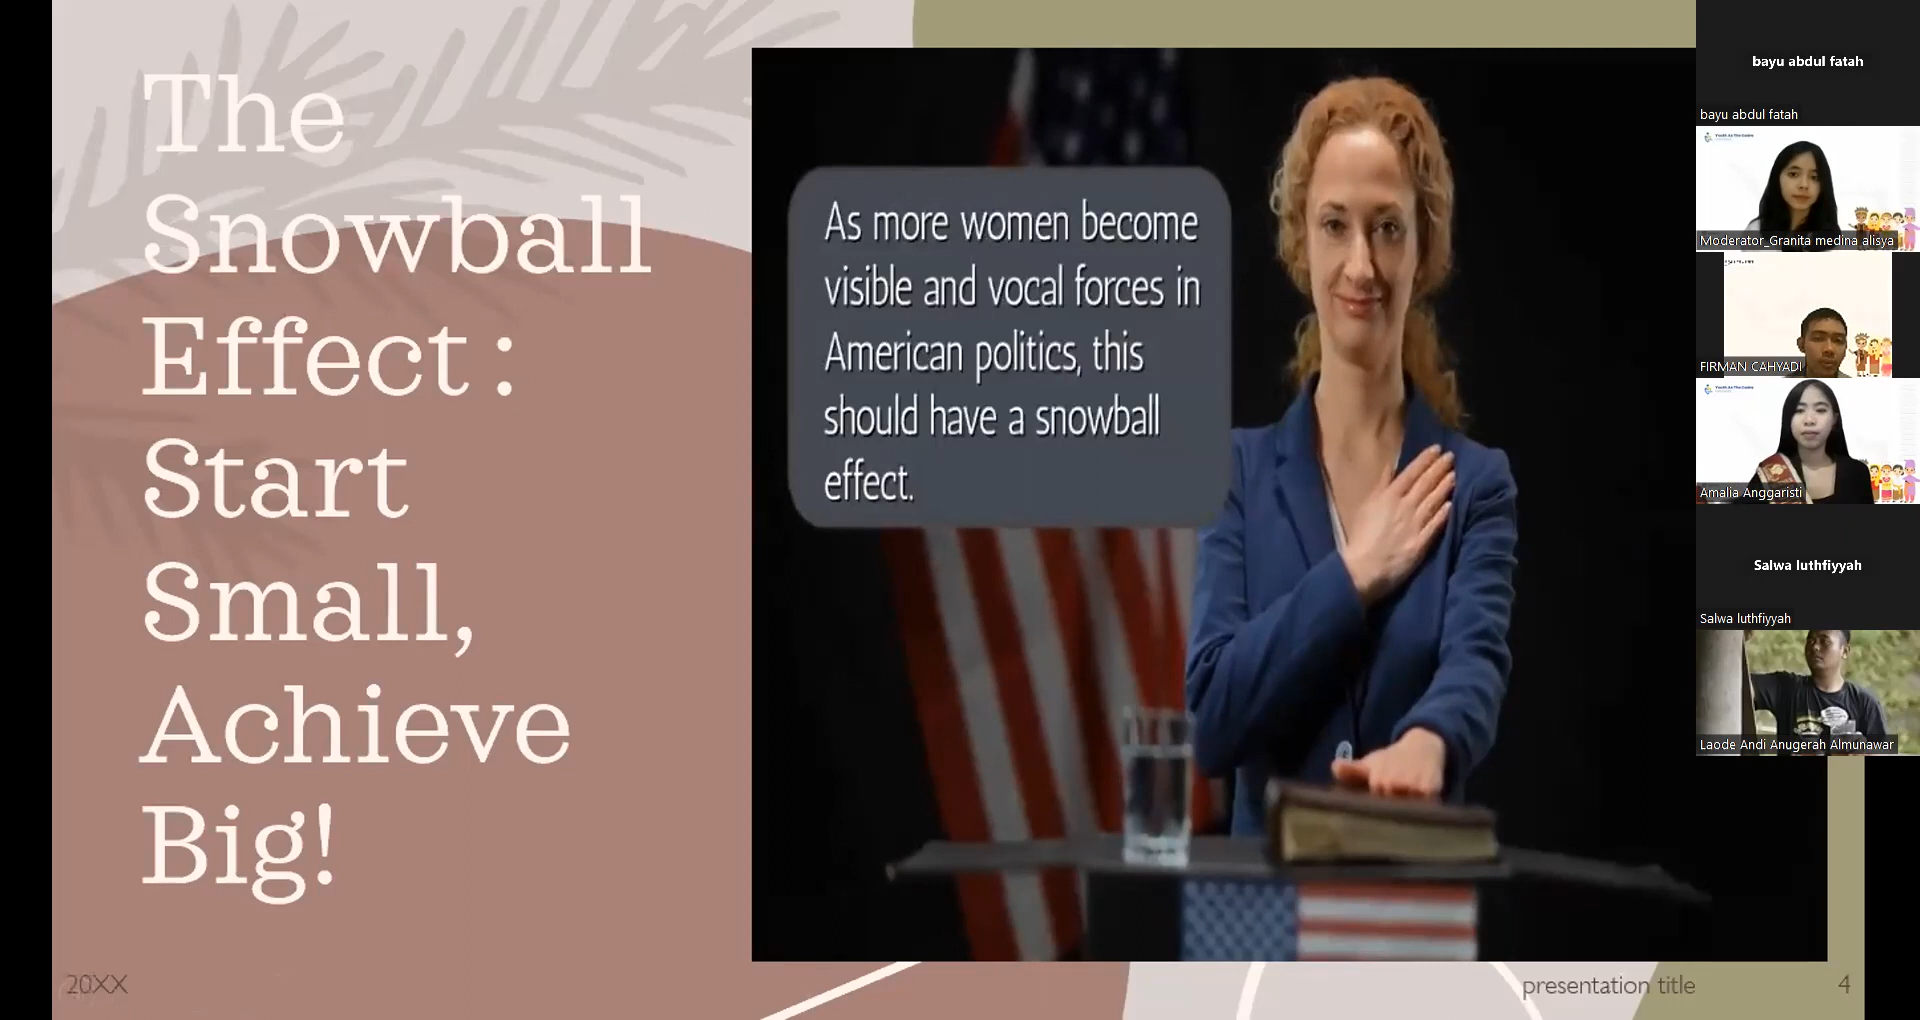 The
Snowball
Effect :
Start
Small,
Achieve
Big!
As more women become
visible and vocal forces in
American politics, this
should have a snowball
effect.
20XX
presentation title
4
bayu abdul fatah
bayu abdul fatah
Moderator_Granita medina alisya
FIRMAN CAHYADI
Amalia Anggaristi
Salwa luthfiyyah
Salwa luthfiyyah
Laode Andi Anugerah Almunawar